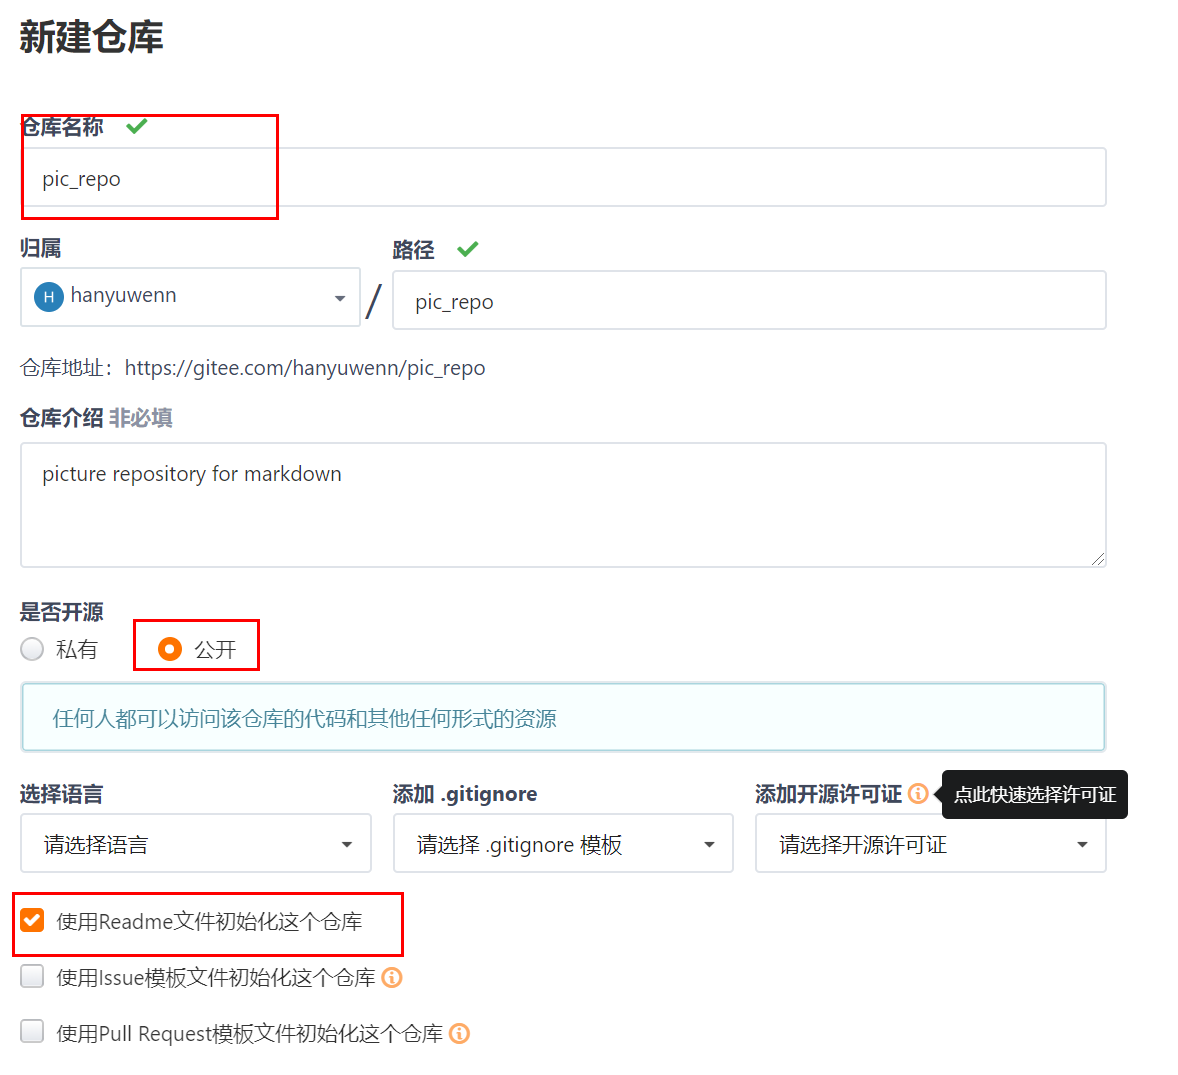 新建仓库
仓库名称
pic_repo
归属 路径
H hanyuwenn / pic_repo
仓库地址：https://gitee.com/hanyuwenn/pic_repo
仓库介绍 非必填
picture repository for markdown
是否开源
私有 公开
任何人都可以访问该仓库的代码和其他任何形式的资源
选择语言 添加 .gitignore 添加开源许可证 点此快速选择许可证
请选择语言 请选择 .gitignore 模板 请选择开源许可证
使用Readme文件初始化这个仓库
使用Issue模板文件初始化这个仓库
使用Pull Request模板文件初始化这个仓库